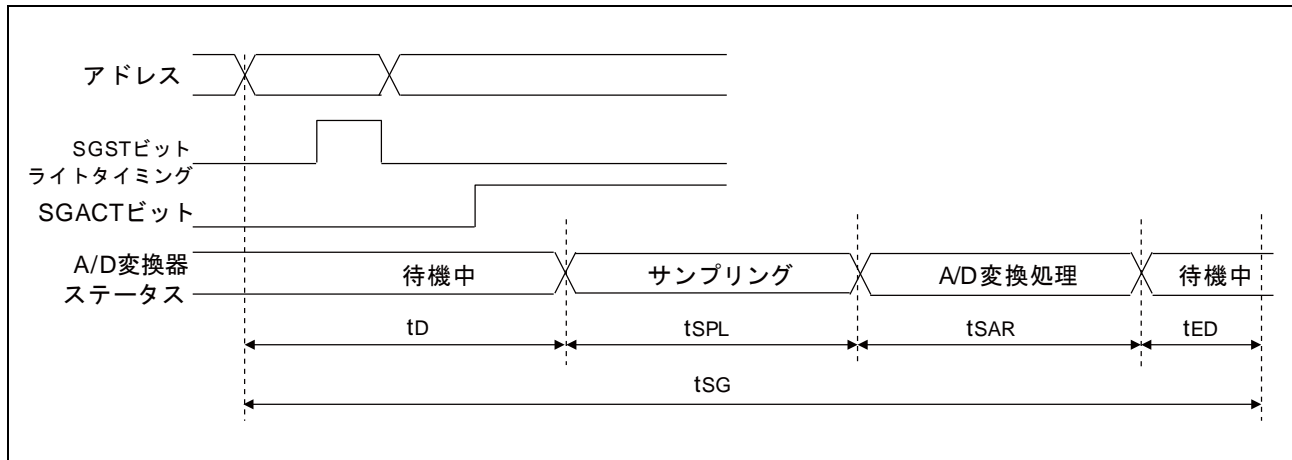 アドレス
SGSTビット
ライトタイミング
SGACTビット
A/D変換器
ステータス
待機中
サンプリング
A/D変換処理
待機中
tD
tSPL
tSAR
tED
tSG